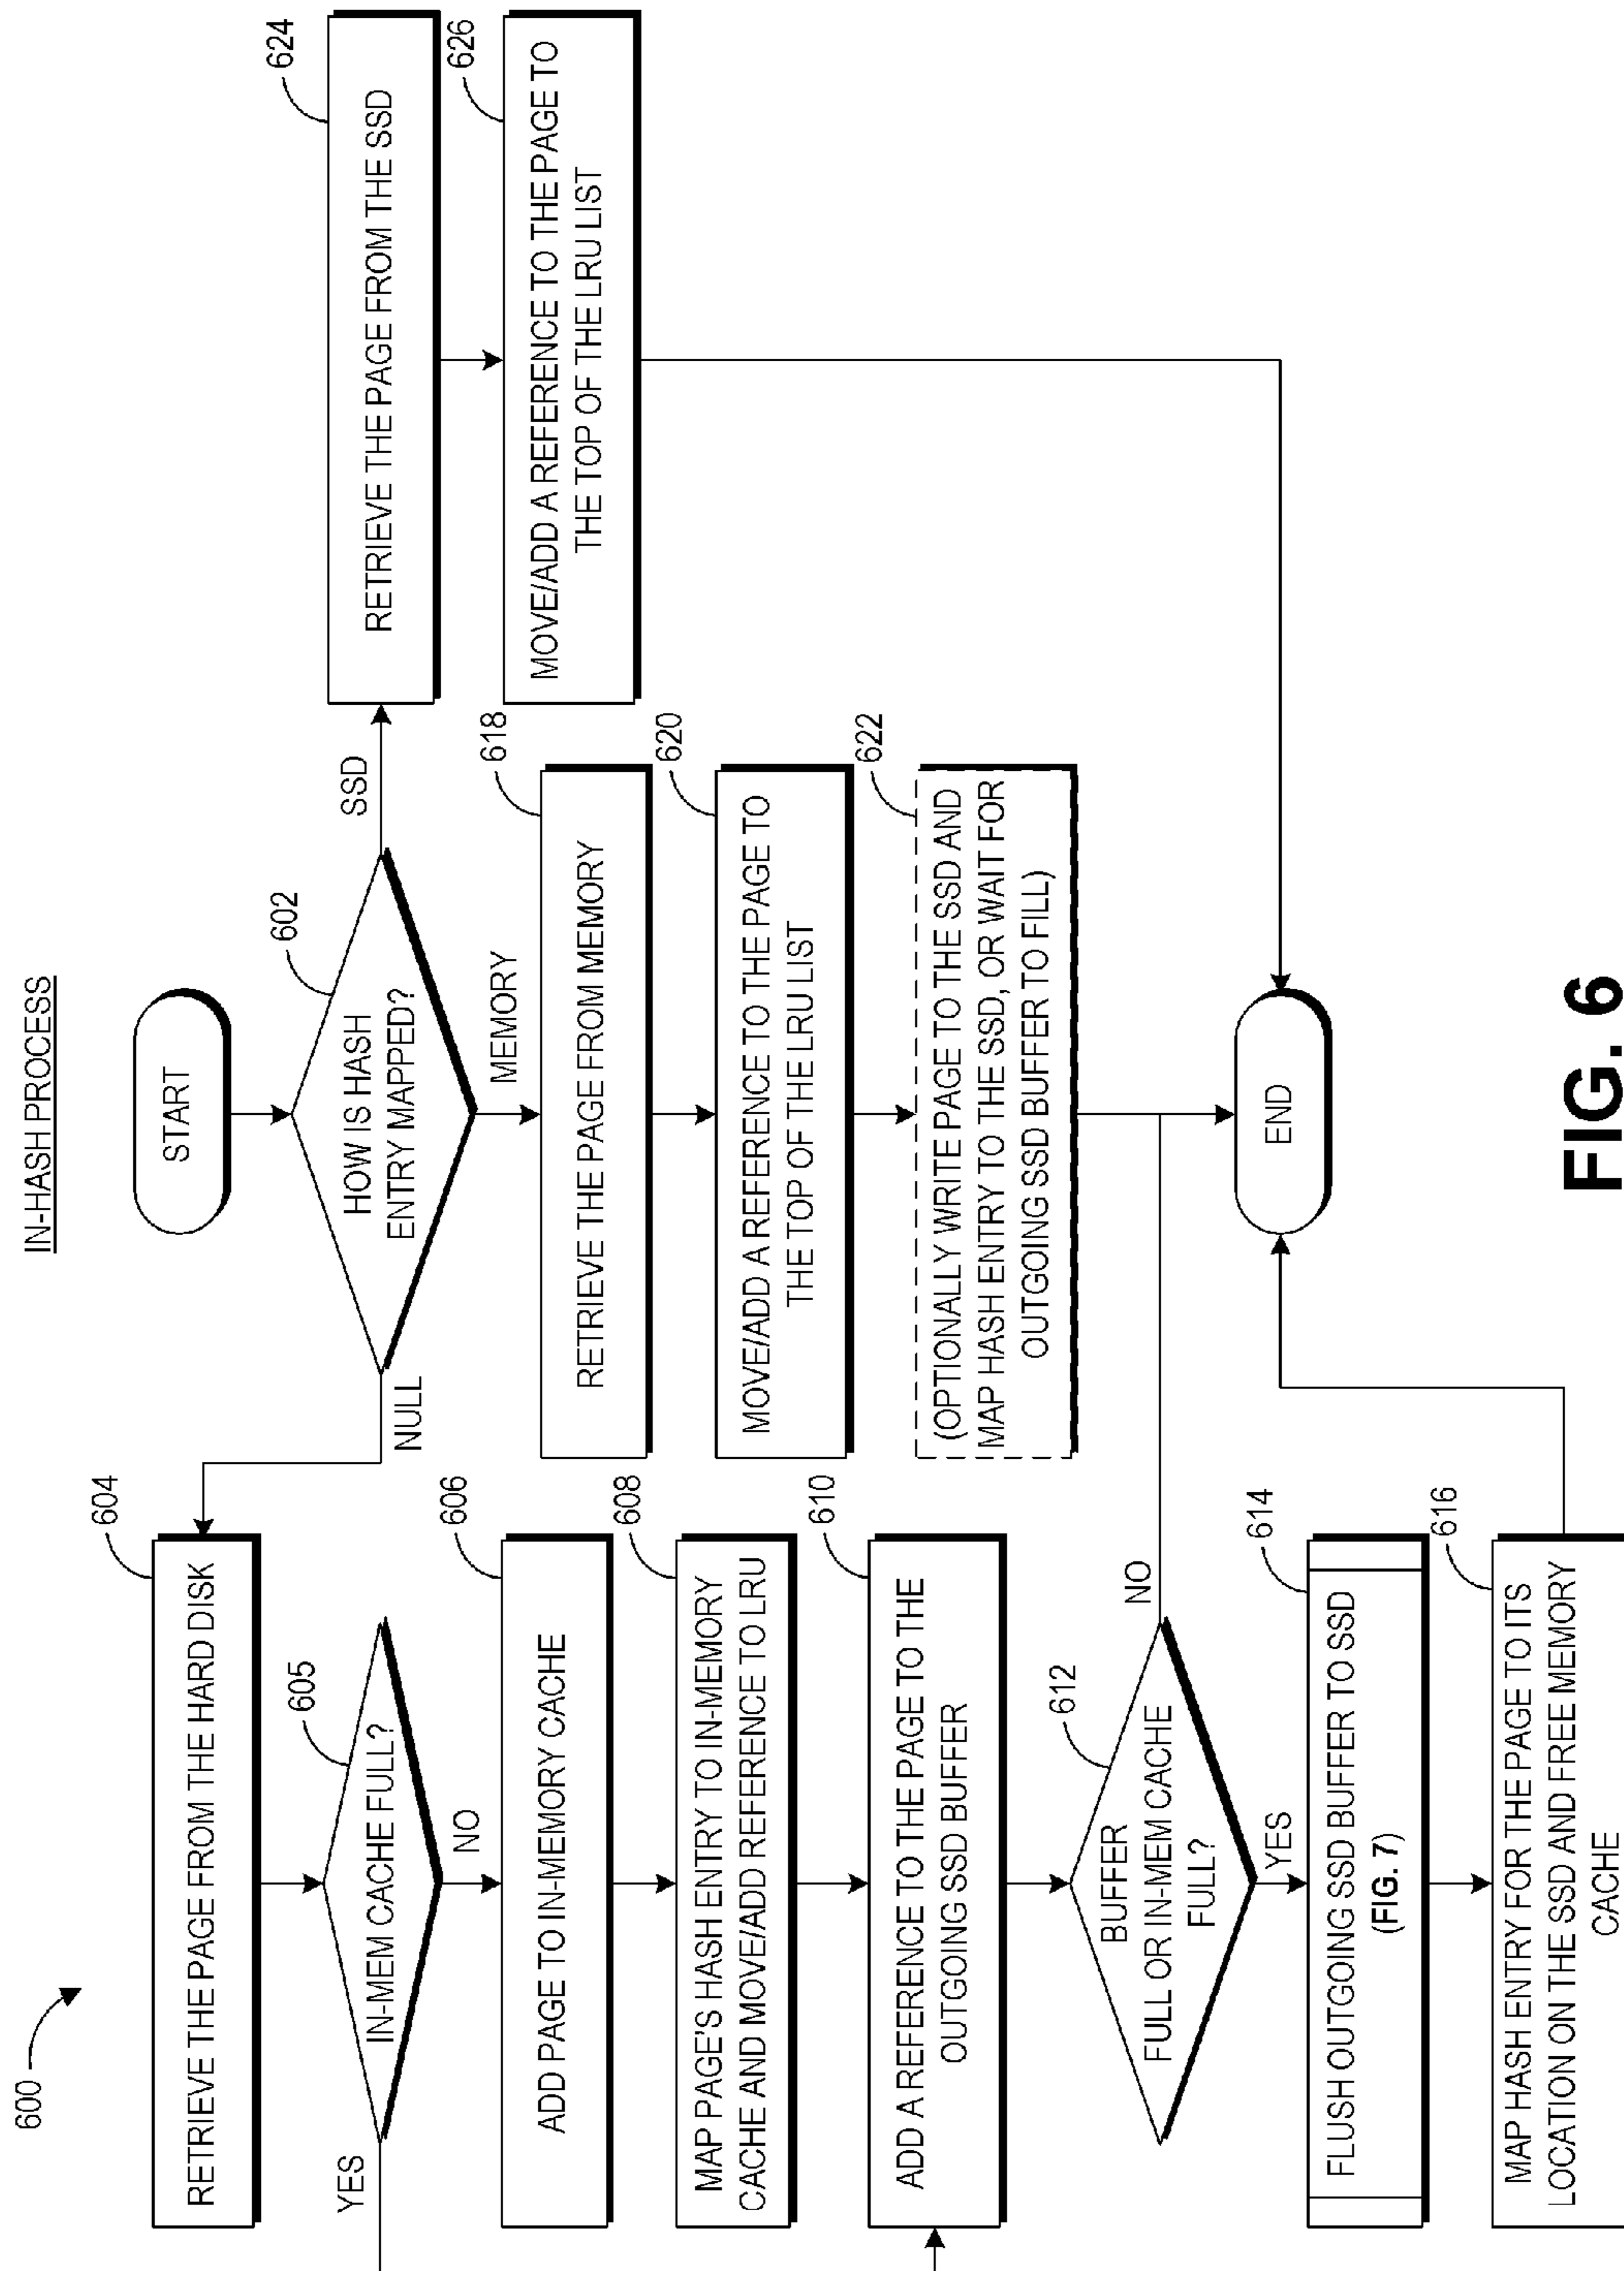 IN-HASH PROCESS
600
START
602
HOW IS HASH
ENTRY MAPPED?
NULL
MEMORY
SSD
604
RETRIEVE THE PAGE FROM THE HARD DISK
605
IN-MEM CACHE FULL?
YES
NO
606
ADD PAGE TO IN-MEMORY CACHE
608
MAP PAGE'S HASH ENTRY TO IN-MEMORY
CACHE AND MOVE/ADD REFERENCE TO LRU
610
ADD A REFERENCE TO THE PAGE TO THE
OUTGOING SSD BUFFER
612
BUFFER
FULL OR IN-MEM CACHE
FULL?
NO
YES
614
FLUSH OUTGOING SSD BUFFER TO SSD
(FIG. 7)
616
MAP HASH ENTRY FOR THE PAGE TO ITS
LOCATION ON THE SSD AND FREE MEMORY
CACHE
618
RETRIEVE THE PAGE FROM MEMORY
620
MOVE/ADD A REFERENCE TO THE PAGE TO
THE TOP OF THE LRU LIST
622
(OPTIONALLY WRITE PAGE TO THE SSD AND
MAP HASH ENTRY TO THE SSD, OR WAIT FOR
OUTGOING SSD BUFFER TO FILL)
624
RETRIEVE THE PAGE FROM THE SSD
626
MOVE/ADD A REFERENCE TO THE PAGE TO
THE TOP OF THE LRU LIST
END
FIG. 6